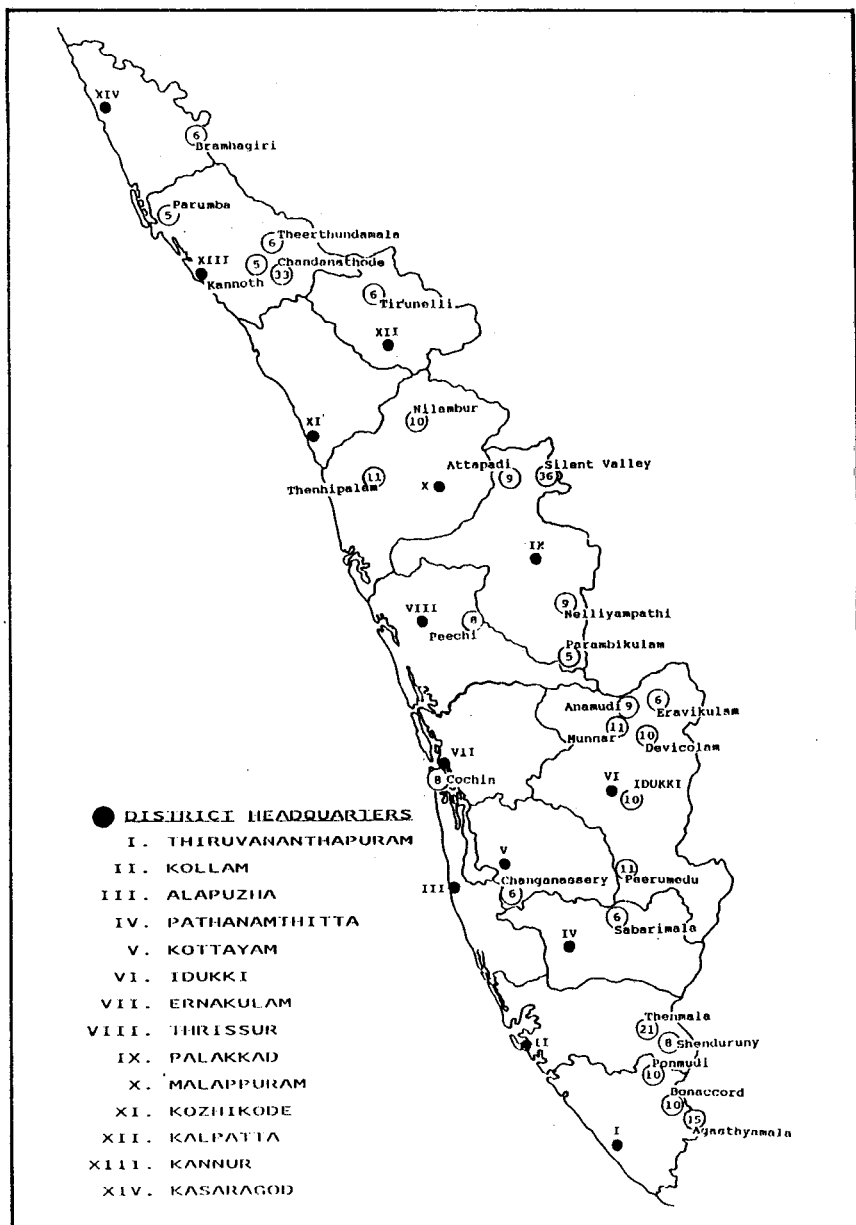 XIV
6
Bramhagiri
Parumba
5
Theerthundamala
6
XIII
5
Chandanathode
33
Kannoth
6
Tirunelli
XII
Nilambur
10
XI
Attapadi
Silent Valley
11
9
36
Thenhipalam
X
IX
9
Nelliyampathi
VIII
8
Peechi
Parambikulam
5
Anamudi
9
6
Eravikulam
11
Munnar
10
Devicolam
VII
8
Cochin
VI
IDUKKI
10
DISTRICT HEADQUARTERS
I. THIRUVANANTHAPURAM
II. KOLLAM
III. ALAPUZHA
IV. PATHANAMTHITTA
V. KOTTAYAM
VI. IDUKKI
VII. ERNAKULAM
VIII. THRISSUR
IX. PALAKKAD
X. MALAPPURAM
XI. KOZHIKODE
XII. KALPATTA
XIII. KANNUR
XIV. KASARAGOD
V
11
Peerumedu
Changanassery
6
III
6
Sabarimala
IV
Thenmala
21
8
Shenduruny
II
Ponmudi
10
Bonaccord
10
15
Agasthyamala
I